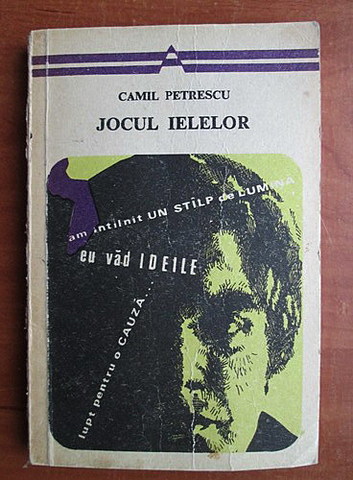 CAMIL PETRESCU
JOCUL IELELOR
am întîlnit UN STÎLP de LUMINĂ
eu văd IDEILE
lupt pentru o CAUZĂ...